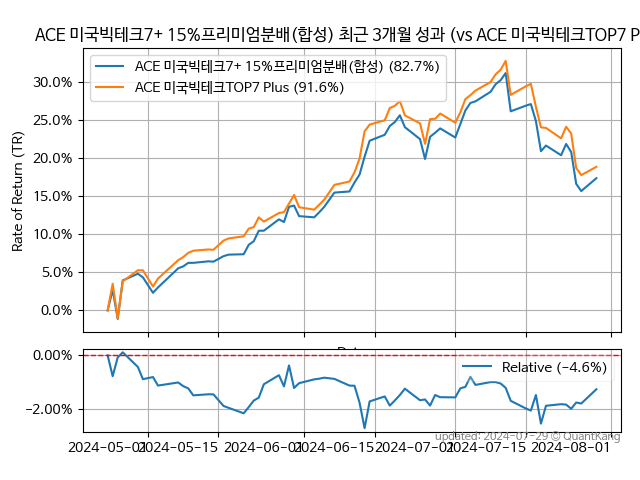 ACE 미국빅테크7+ 15%프리미엄분배(합성) 최근 3개월 성과 (vs ACE 미국빅테크TOP7 P
ACE 미국빅테크7+ 15%프리미엄분배(합성) (82.7%)
ACE 미국빅테크TOP7 Plus (91.6%)
Rate of Return (TR)
30.0%
25.0%
20.0%
15.0%
10.0%
5.0%
0.0%
0.00%
−2.00%
Relative (-4.6%)
updated: 2024-07-29 © QuantKang
2024-05-01 2024-05-15 2024-06-01 2024-06-15 2024-07-01 2024-07-15 2024-08-01